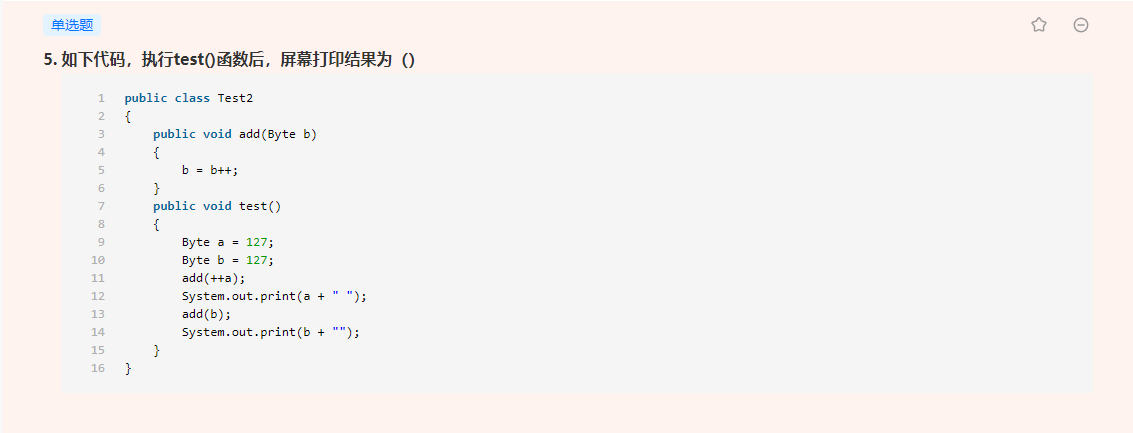 单选题
5. 如下代码，执行test()函数后，屏幕打印结果为（）
1 public class Test2
2 {
3     public void add(Byte b)
4     {
5         b = b++;
6     }
7     public void test()
8     {
9         Byte a = 127;
10         Byte b = 127;
11         add(++a);
12         System.out.print(a + " ");
13         add(b);
14         System.out.print(b + "");
15     }
16 }